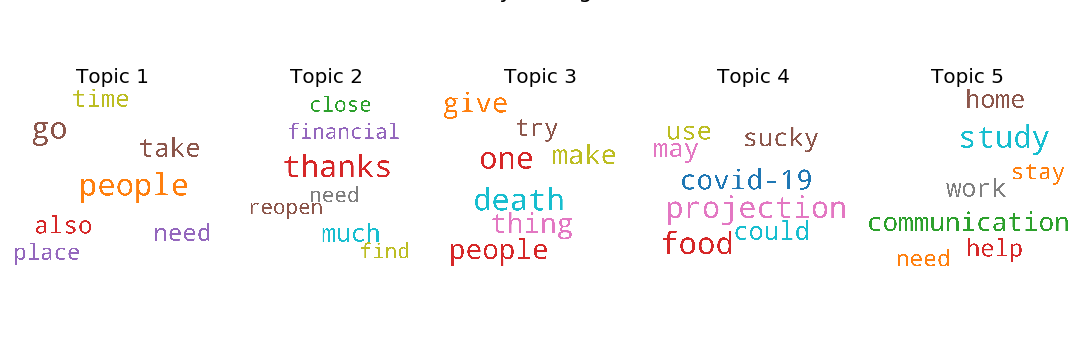 Topic 1
time
go
take
people
also
need
place
Topic 2
close
financial
thanks
need
reopen
much
find
Topic 3
give
try
one
make
death
thing
people
Topic 4
use
sucky
may
covid-19
projection
could
food
Topic 5
home
study
stay
work
communication
help
need